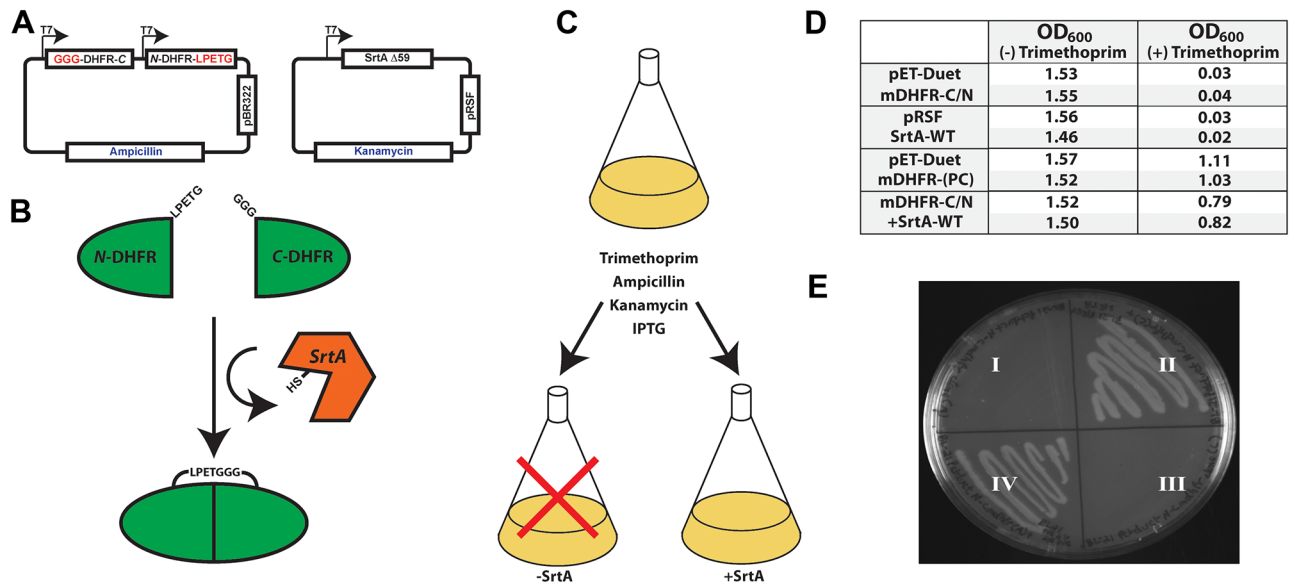 A
T7
T7
GGG-DHFR-C
N-DHFR-LPETG
pBR322
Ampicillin
T7
SrtA Δ59
pRSF
Kanamycin
B
LPETG
GGG
N-DHFR
C-DHFR
SrtA
HS
LPETGGG
C
Trimethoprim
Ampicillin
Kanamycin
IPTG
-SrtA
+SrtA
D
OD600 OD600
(-) Trimethoprim (+) Trimethoprim
pET-Duet 1.53 0.03
mDHFR-C/N 1.55 0.04
pRSF 1.56 0.03
SrtA-WT 1.46 0.02
pET-Duet 1.57 1.11
mDHFR-(PC) 1.52 1.03
mDHFR-C/N 1.52 0.79
+SrtA-WT 1.50 0.82
E
I
II
IV
III